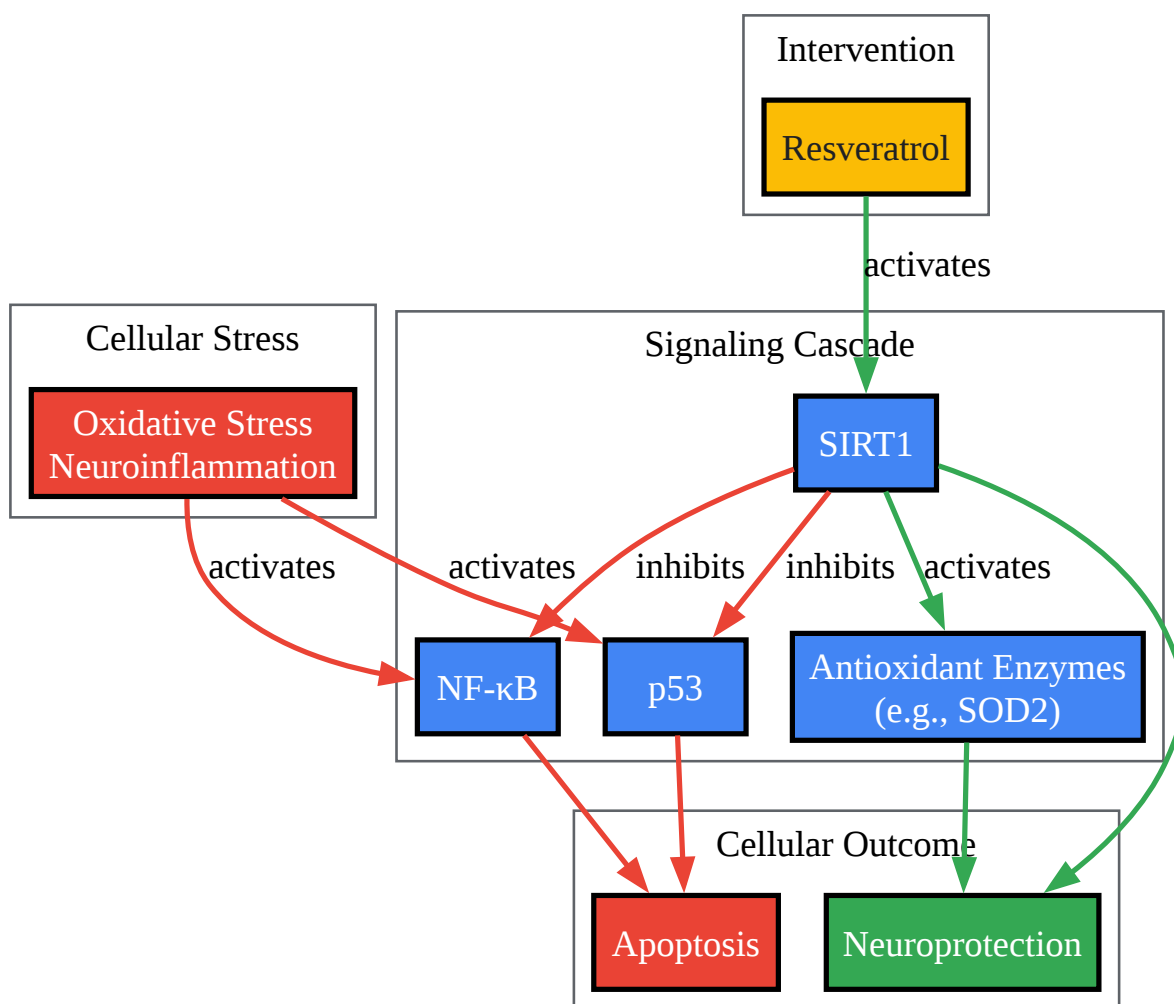 Intervention
Resveratrol
activates
Cellular Stress
Signaling Cascade
Oxidative Stress
Neuroinflammation
SIRT1
activates
activates
inhibits
inhibits
activates
NF-κB
p53
Antioxidant Enzymes
(e.g., SOD2)
Cellular Outcome
Apoptosis
Neuroprotection